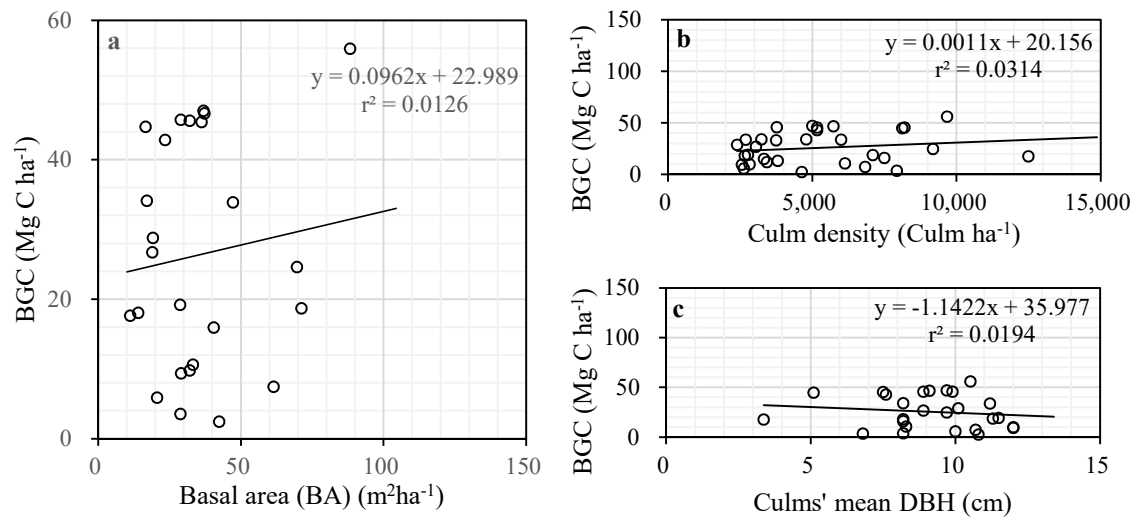 a
y = 0.0962x + 22.989
r² = 0.0126
60
40
20
0
BGC (Mg C ha⁻¹)
0 50 100 150
Basal area (BA) (m²ha⁻¹)
b
y = 0.0011x + 20.156
r² = 0.0314
150
100
50
0
BGC (Mg C ha⁻¹)
0 5,000 10,000 15,000
Culm density (Culm ha⁻¹)
c
y = -1.1422x + 35.977
r² = 0.0194
150
100
50
0
BGC (Mg C ha⁻¹)
0 5 10 15
Culms' mean DBH (cm)